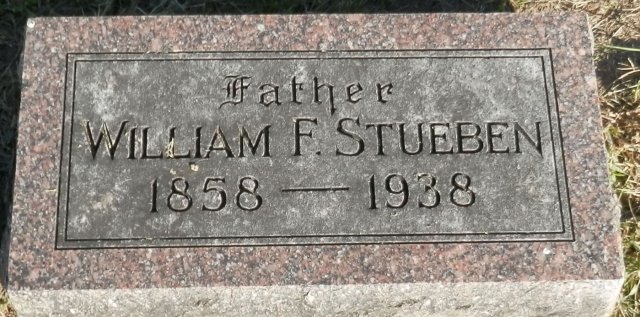 Father
WILLIAM F. STUEBEN
1858 — 1938